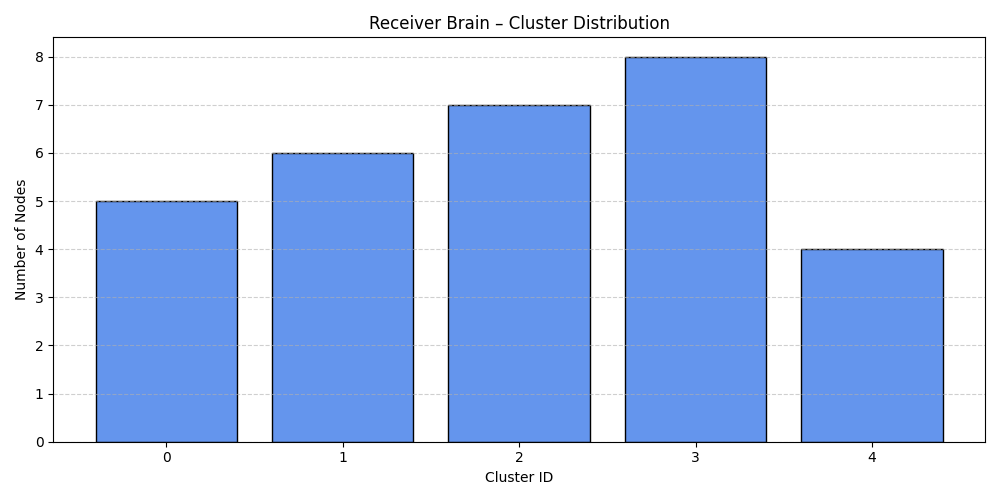 Receiver Brain – Cluster Distribution
Number of Nodes
8
7
6
5
4
3
2
1
0
0 1 2 3 4
Cluster ID